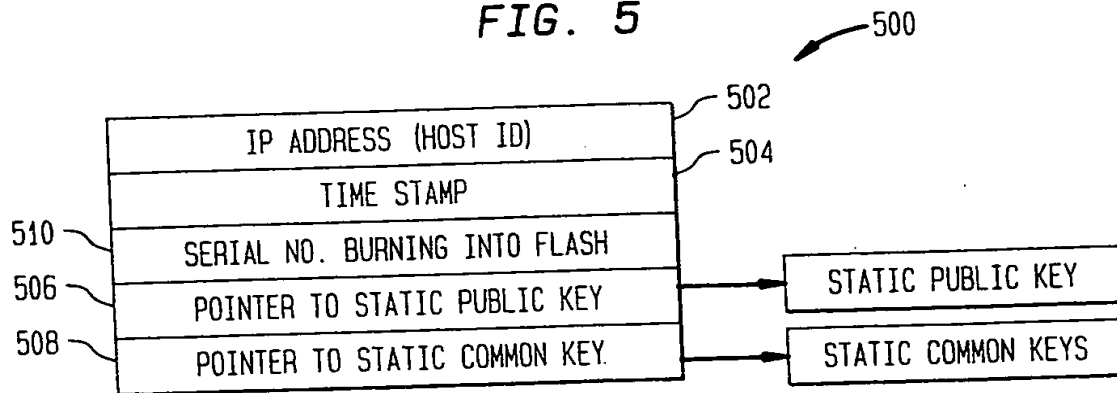 FIG. 5
500
502
IP ADDRESS (HOST ID)
504
TIME STAMP
510
SERIAL NO. BURNING INTO FLASH
506
POINTER TO STATIC PUBLIC KEY
STATIC PUBLIC KEY
508
POINTER TO STATIC COMMON KEY.
STATIC COMMON KEYS